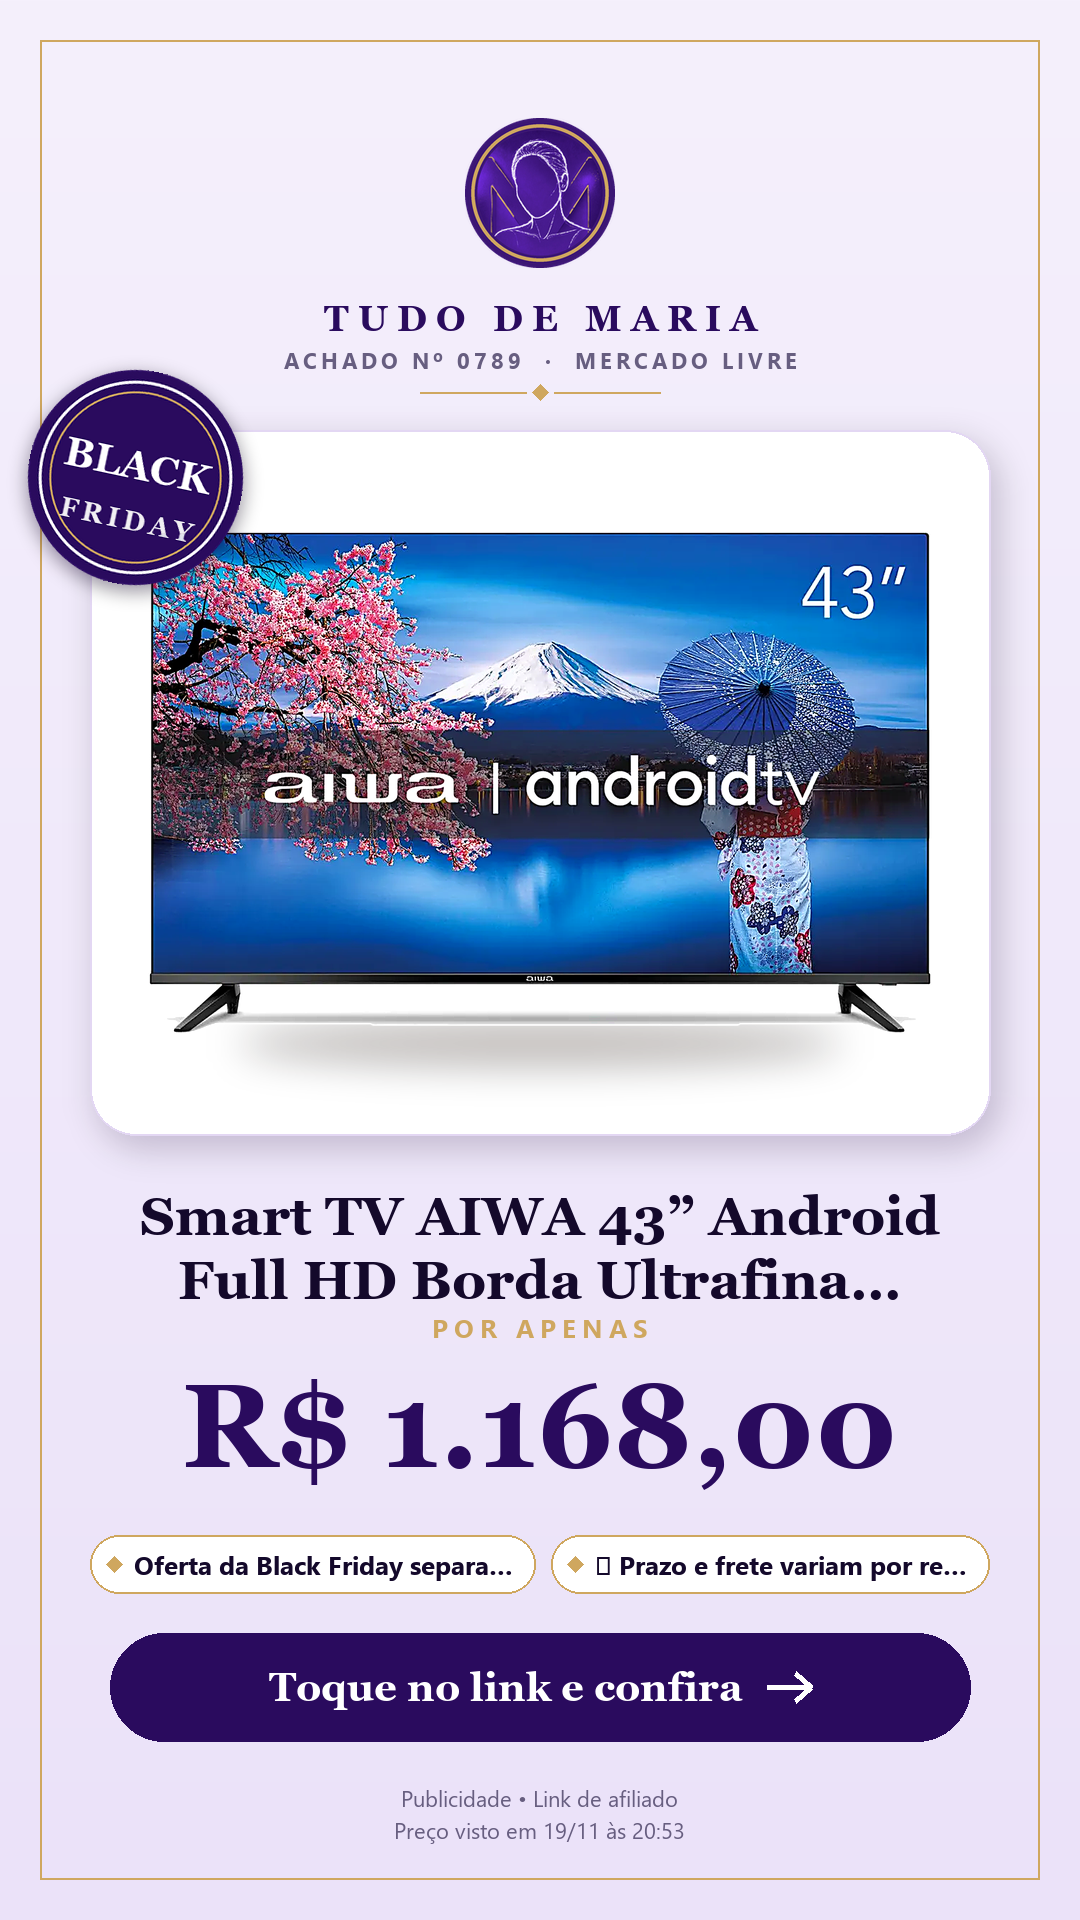 TUDO DE MARIA
ACHADO Nº 0789 · MERCADO LIVRE
BLACK
FRIDAY
43”
aiwa | androidtv
aiwa
Smart TV AIWA 43” Android
Full HD Borda Ultrafina...
POR APENAS
R$ 1.168,00
Oferta da Black Friday separa...
Prazo e frete variam por re...
Toque no link e confira →
Publicidade • Link de afiliado
Preço visto em 19/11 às 20:53